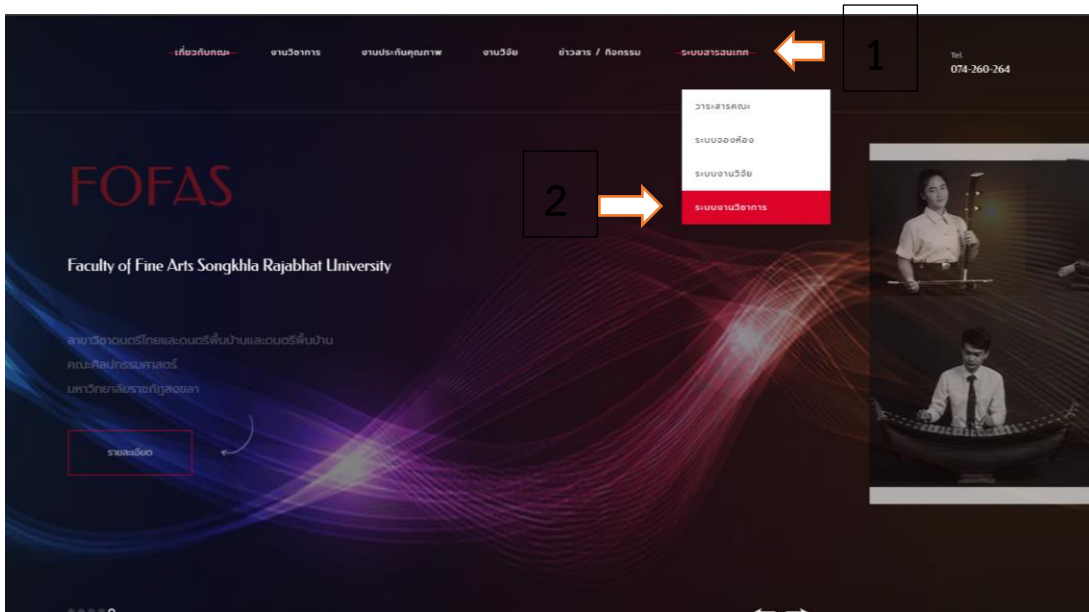 เกี่ยวกับคณะ งานวิชาการ งานประกันคุณภาพ งานวิจัย ข่าวสาร / กิจกรรม ระบบสารสนเทศ
1
Tel.
074-260-264
วาระสารคณะ
ระบบจองห้อง
ระบบงานวิจัย
ระบบงานวิชาการ
2
FOFAS
Faculty of Fine Arts Songkhla Rajabhat University
สาขาวิชาดนตรีไทยและดนตรีพื้นบ้านและดนตรีพื้นบ้าน
คณะศิลปกรรมศาสตร์
มหาวิทยาลัยราชภัฏสงขลา
รายละเอียด